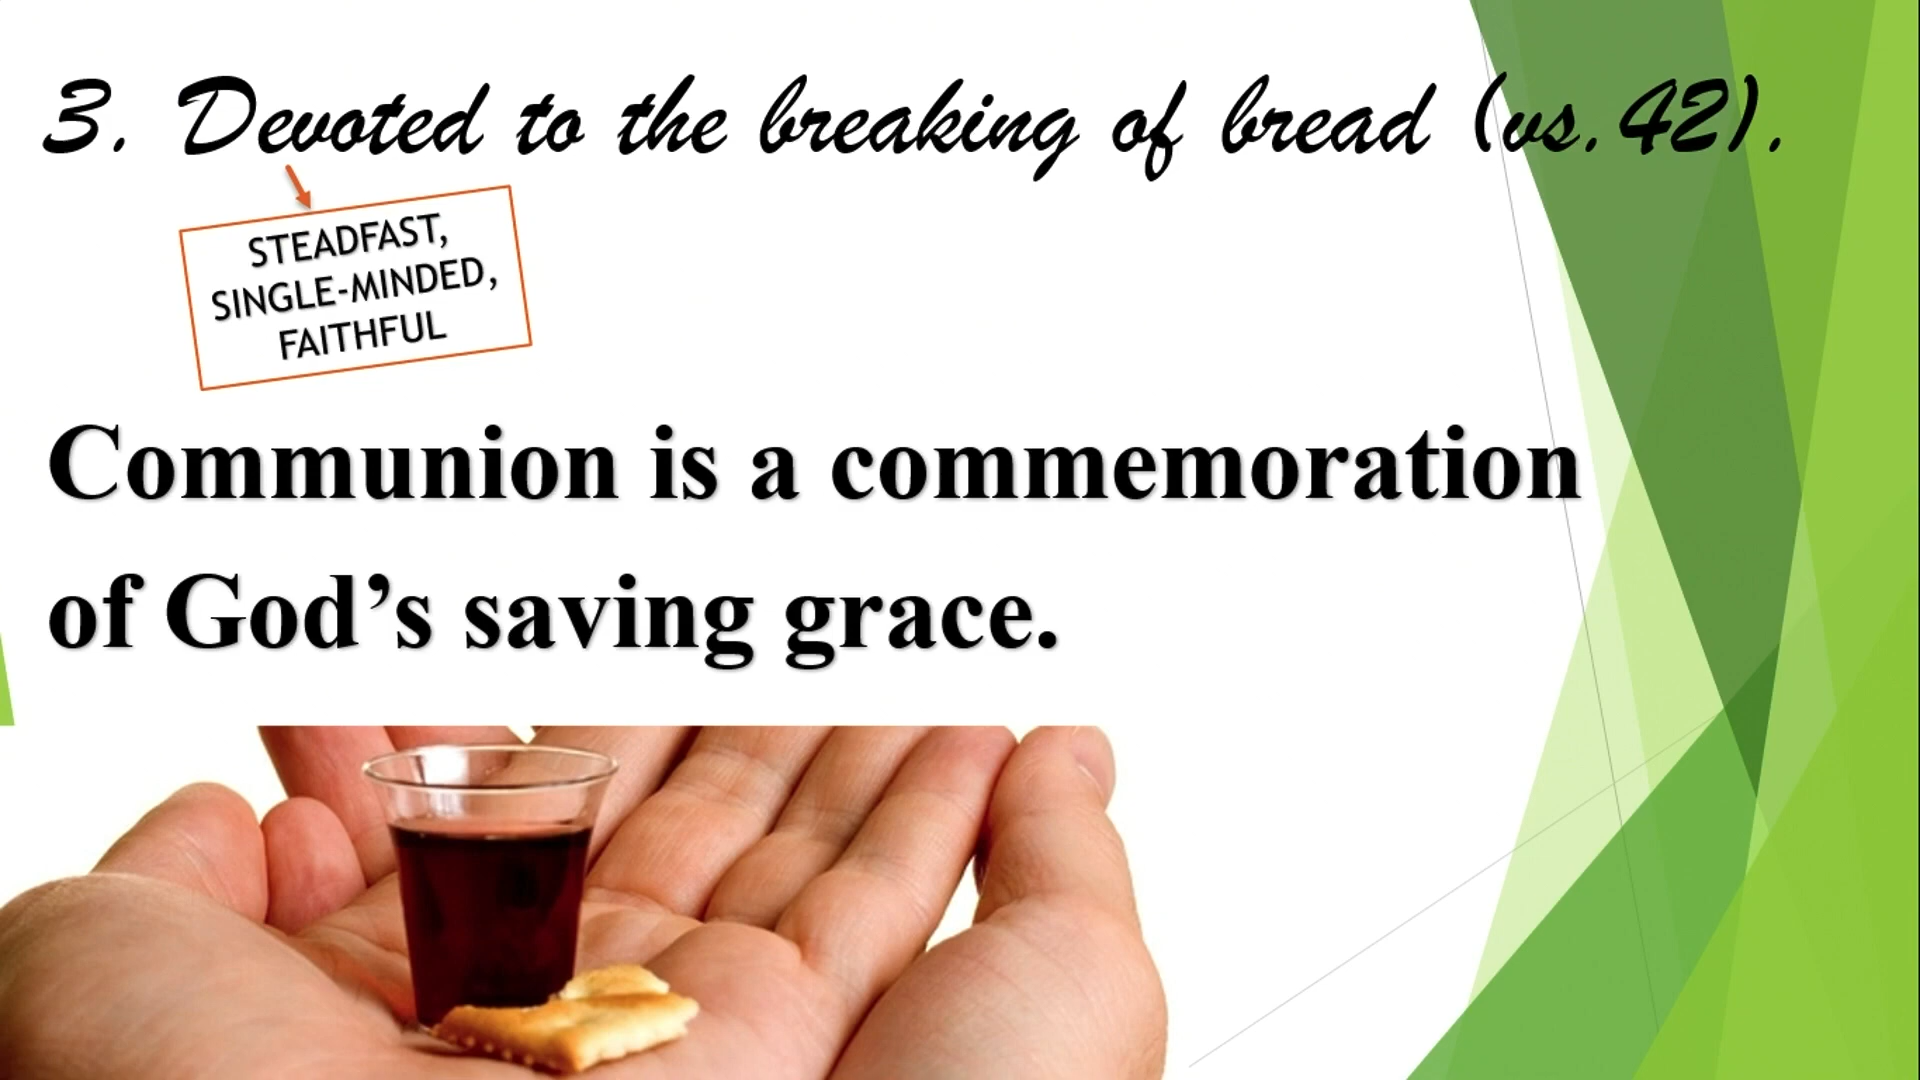 3. Devoted to the breaking of bread (vs.42).
STEADFAST,
SINGLE-MINDED,
FAITHFUL
Communion is a commemoration
of God’s saving grace.